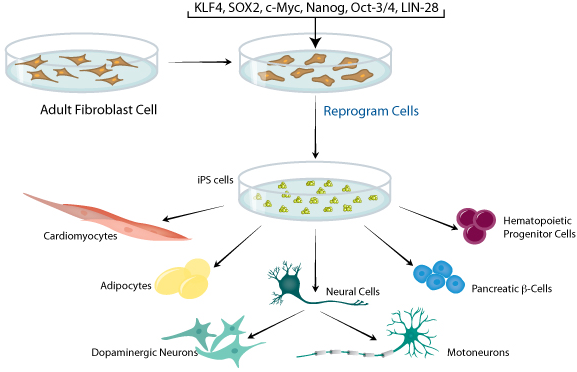 KLF4, SOX2, c-Myc, Nanog, Oct-3/4, LIN-28
Adult Fibroblast Cell
Reprogram Cells
iPS cells
Cardiomyocytes
Hematopoietic
Progenitor Cells
Adipocytes
Neural Cells
Pancreatic β-Cells
Dopaminergic Neurons
Motoneurons